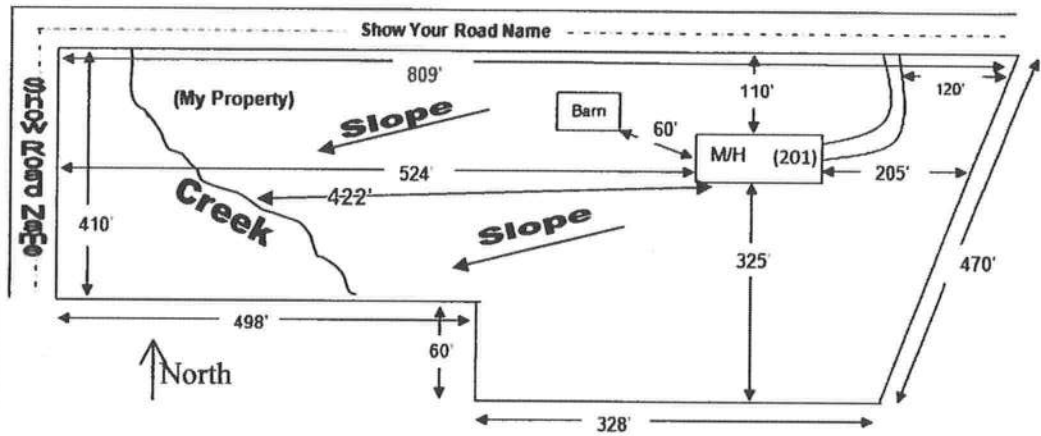 Show Your Road Name
Show Road Name
809'
110'
120'
(My Property)
Slope
Barn
60'
M/H (201)
524'
205'
422'
Creek
410'
Slope
325'
470'
498'
60'
North
328'